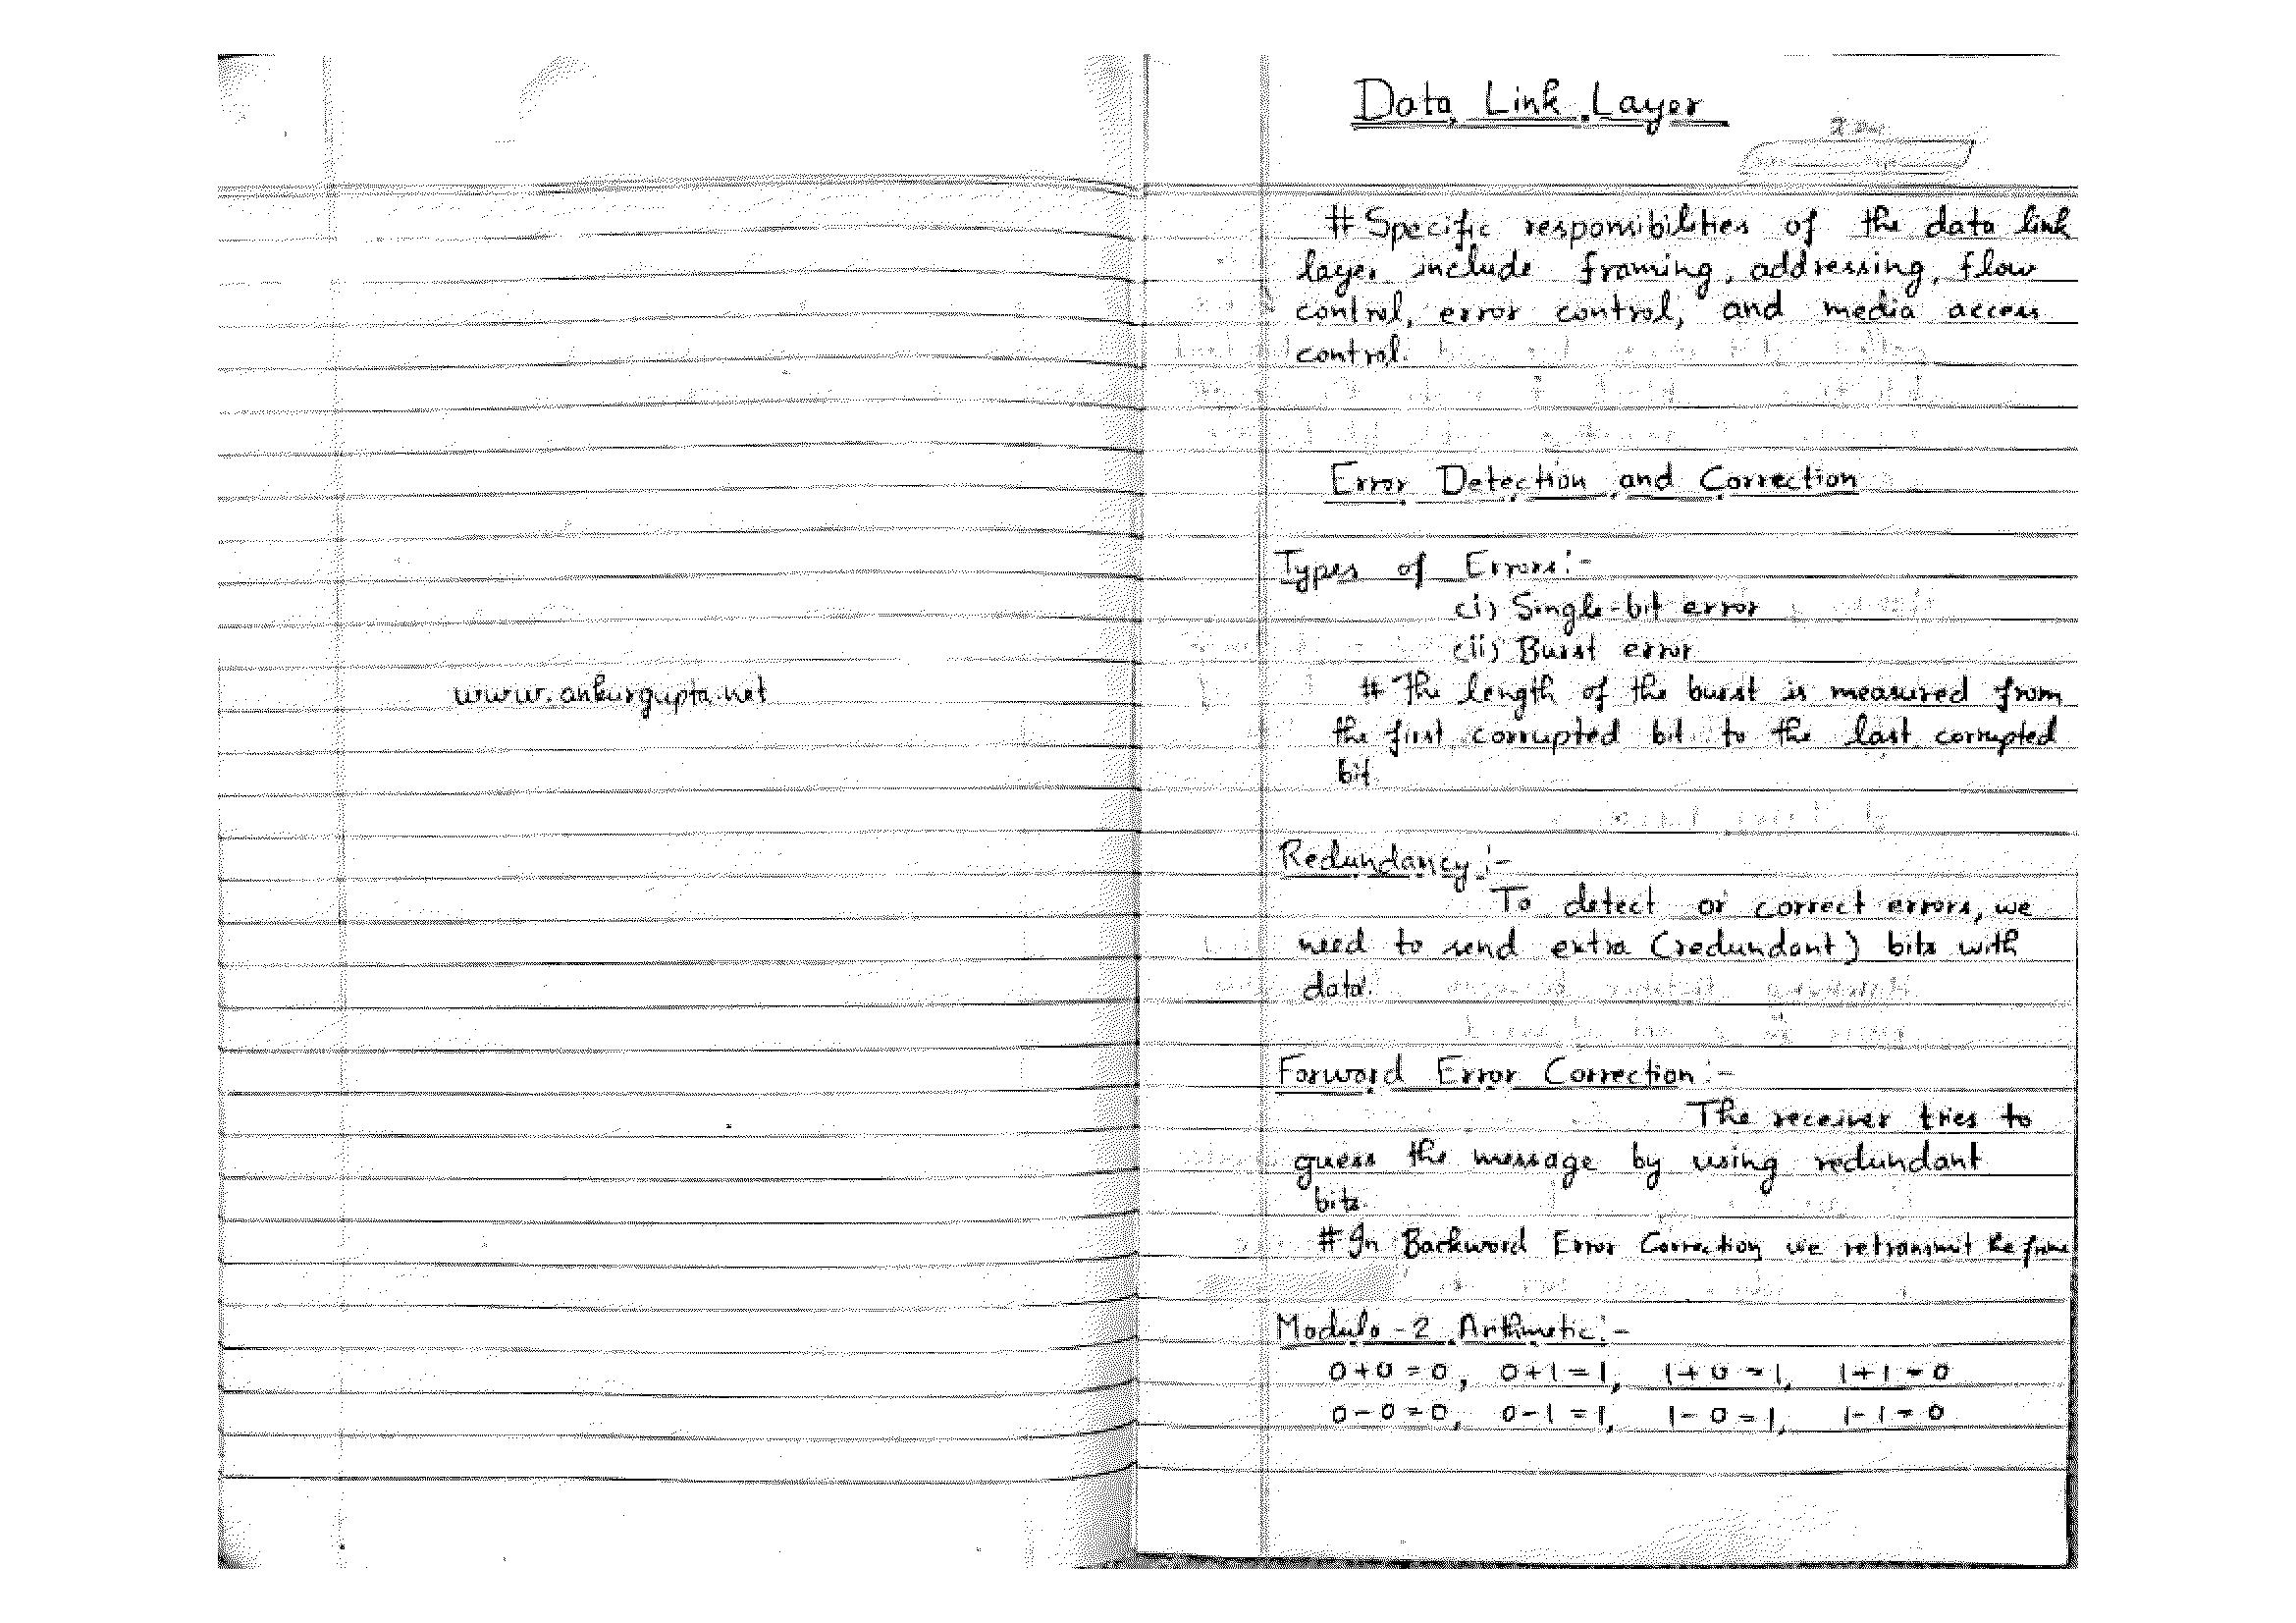 www.ankurgupta.net
Data Link Layer
# Specific responsibilities of the data link
layer include framing, addressing, flow
control, error control, and media access
control.
Error Detection and Correction
Types of Errors:-
(i) Single-bit error
(ii) Burst error
# The length of the burst is measured from
the first corrupted bit to the last corrupted
bit.
Redundancy:-
To detect or correct errors, we
need to send extra (redundant) bits with
data.
Forward Error Correction:-
The receiver tries to
guess the message by using redundant
bits.
# In Backword Error Correction we retransmit the frame
Modulo-2 Arithmetic:-
0+0=0, 0+1=1, 1+0=1, 1+1=0
0-0=0, 0-1=1, 1-0=1, 1-1=0